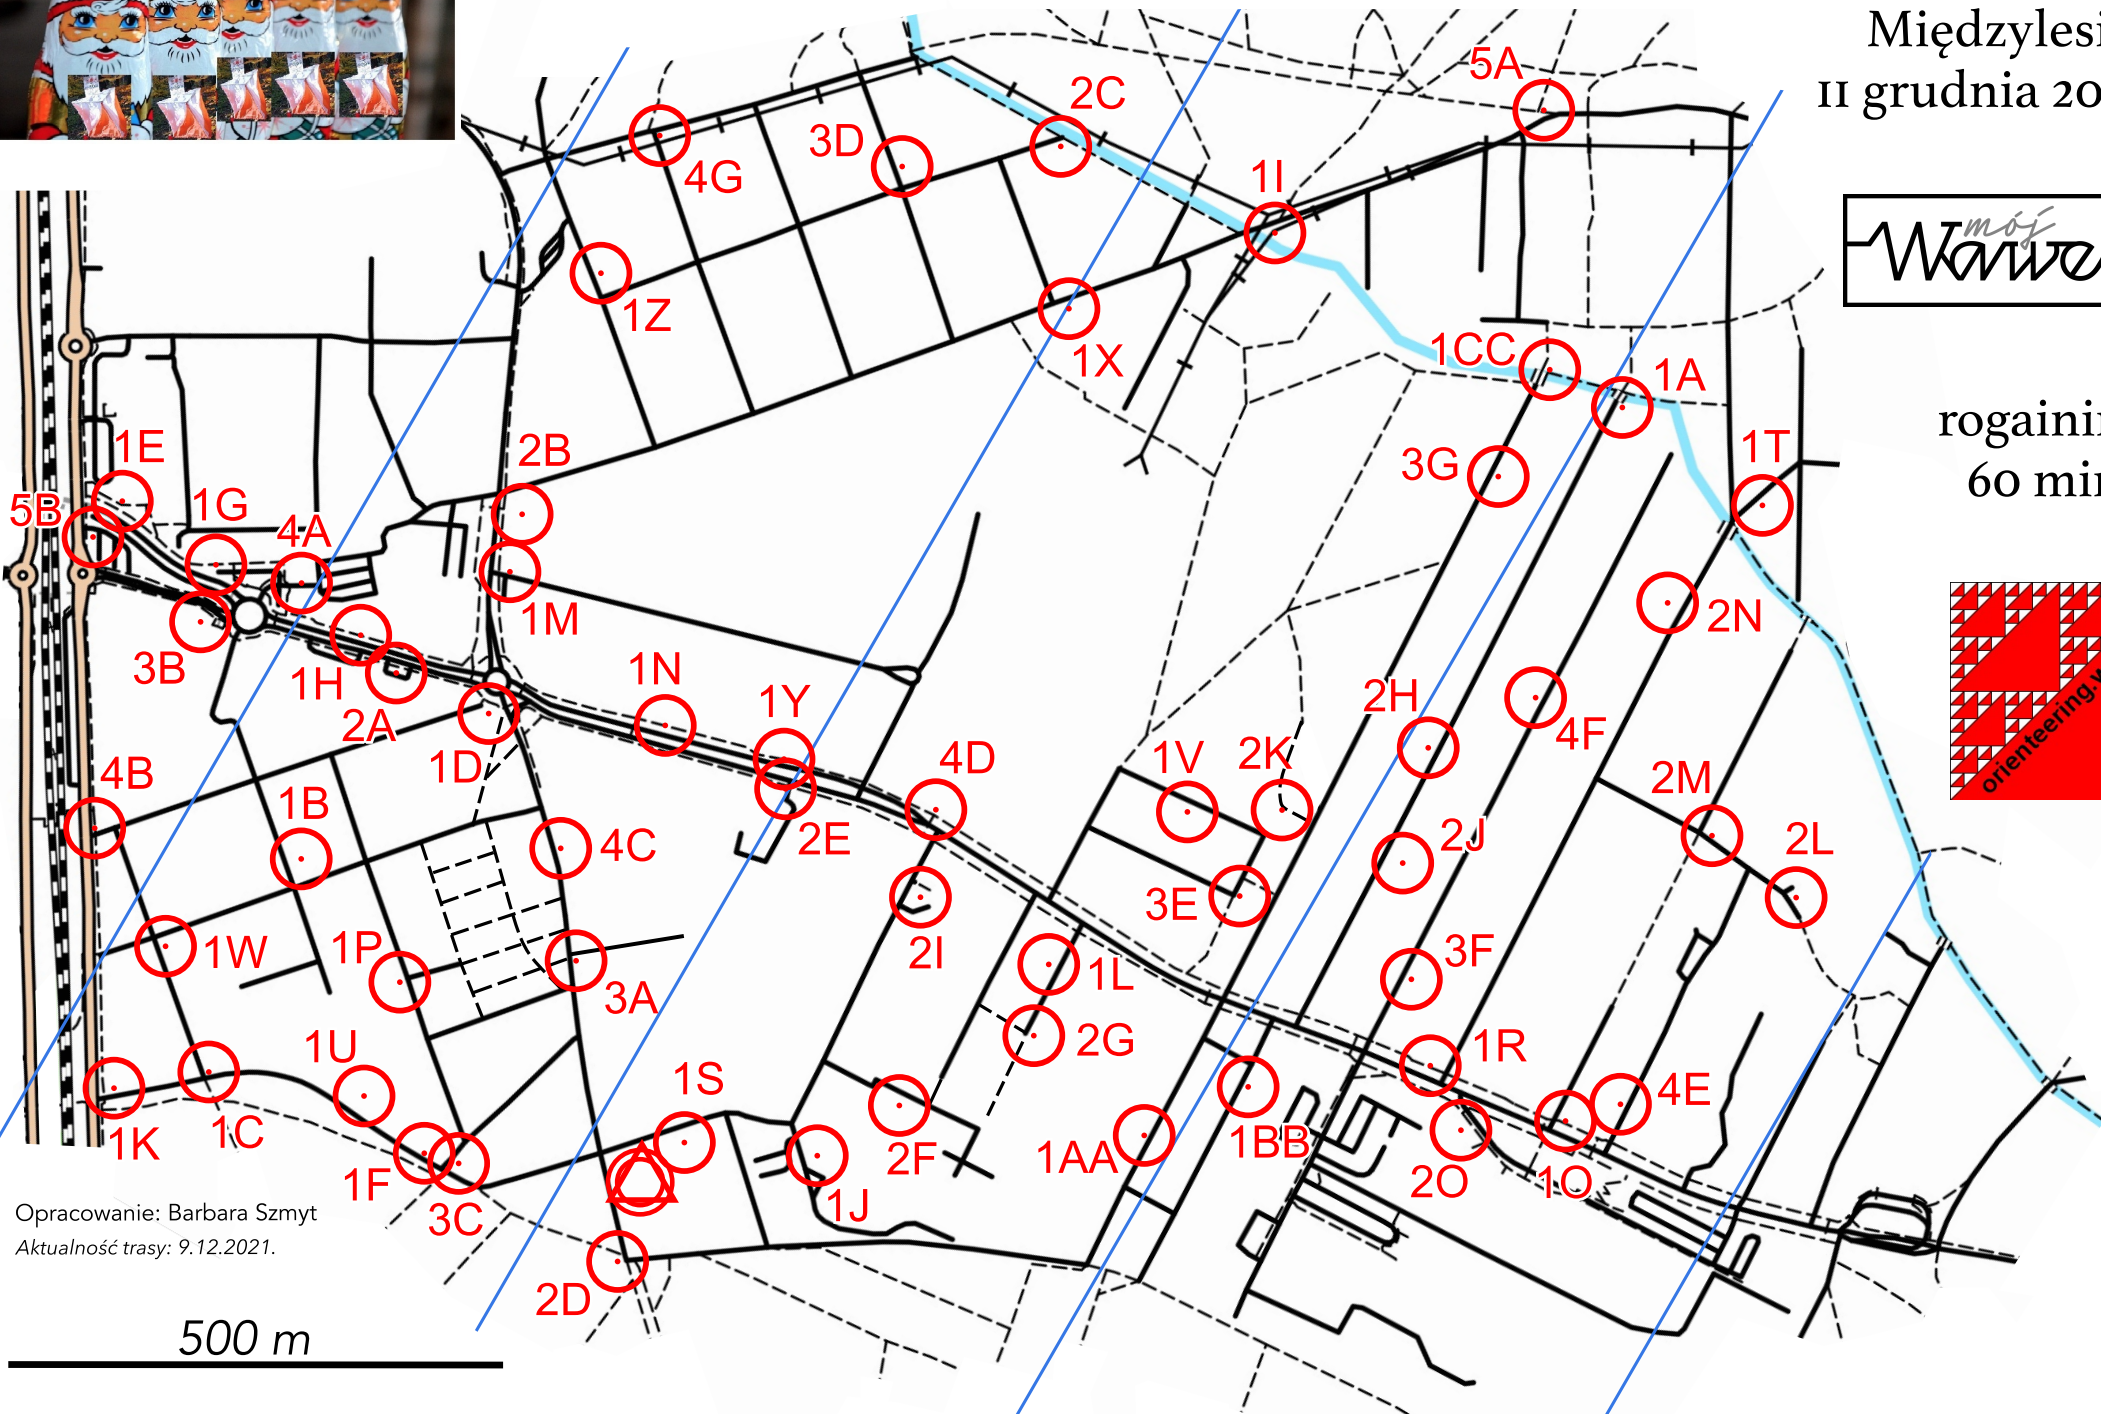 Międzylesi
11 grudnia 20
5A
2C
3D
4G
1I
mój
Wawe
1Z
1X
1CC
1A
rogainin
60 min
1E
2B
3G
1T
5B
1G
4A
1M
2N
3B
1H
2A
1N
1Y
2H
4F
orienteering.w
1D
4B
4D
1V
2K
2M
1B
4C
2E
2J
2L
1W
1P
3A
2I
3E
3F
1L
2G
1U
1S
1R
4E
1K
1C
1F
3C
1J
2F
1AA
1BB
2O
1O
2D
Opracowanie: Barbara Szmyt
Aktualność trasy: 9.12.2021.
500 m